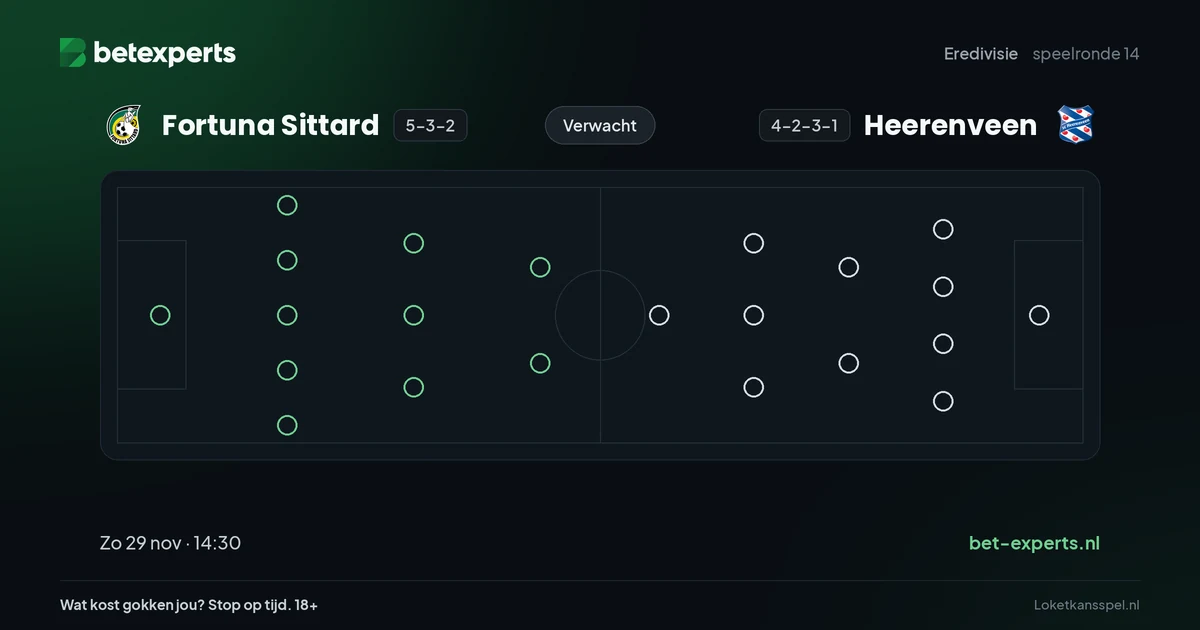 betexperts
Eredivisie speelronde 14
Fortuna Sittard 5-3-2 Verwacht 4-2-3-1 Heerenveen
Zo 29 nov · 14:30
bet-experts.nl
Wat kost gokken jou? Stop op tijd. 18+
Loketkansspel.nl